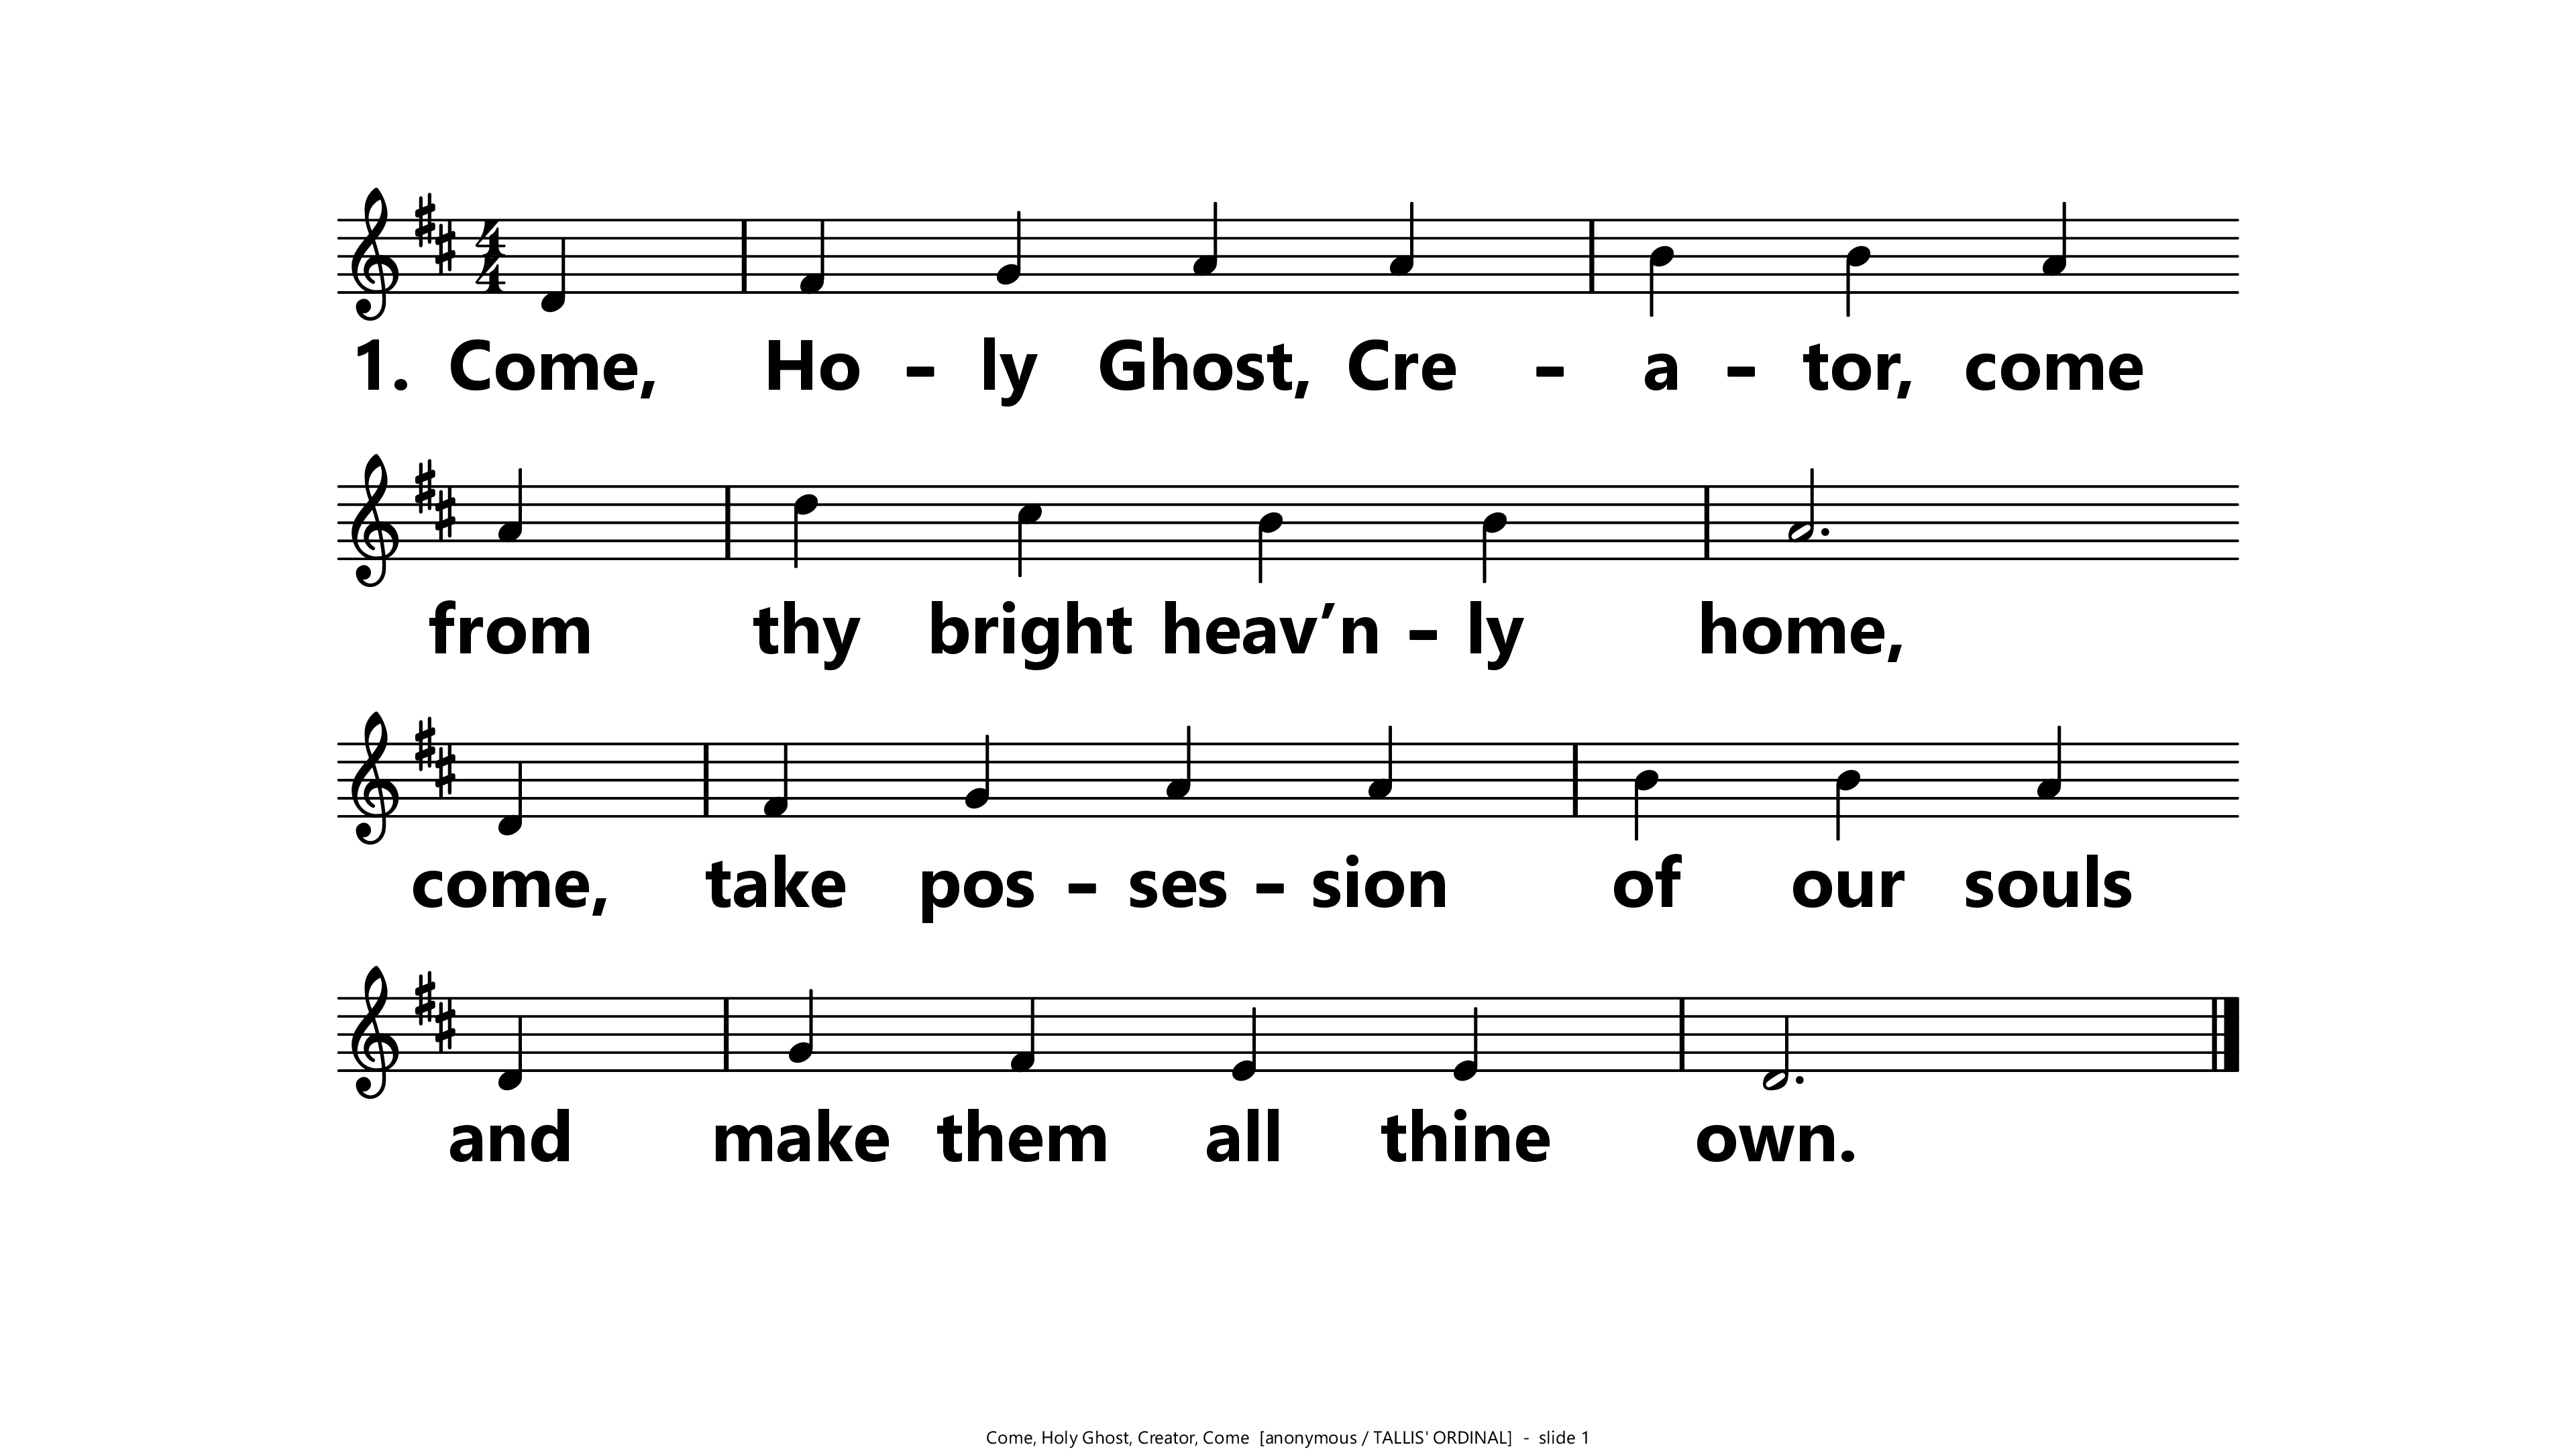 1. Come, Ho - ly Ghost, Cre - a - tor, come
from thy bright heav’n - ly home,
come, take pos - ses - sion of our souls
and make them all thine own.
Come, Holy Ghost, Creator, Come [anonymous / TALLIS' ORDINAL] - slide 1